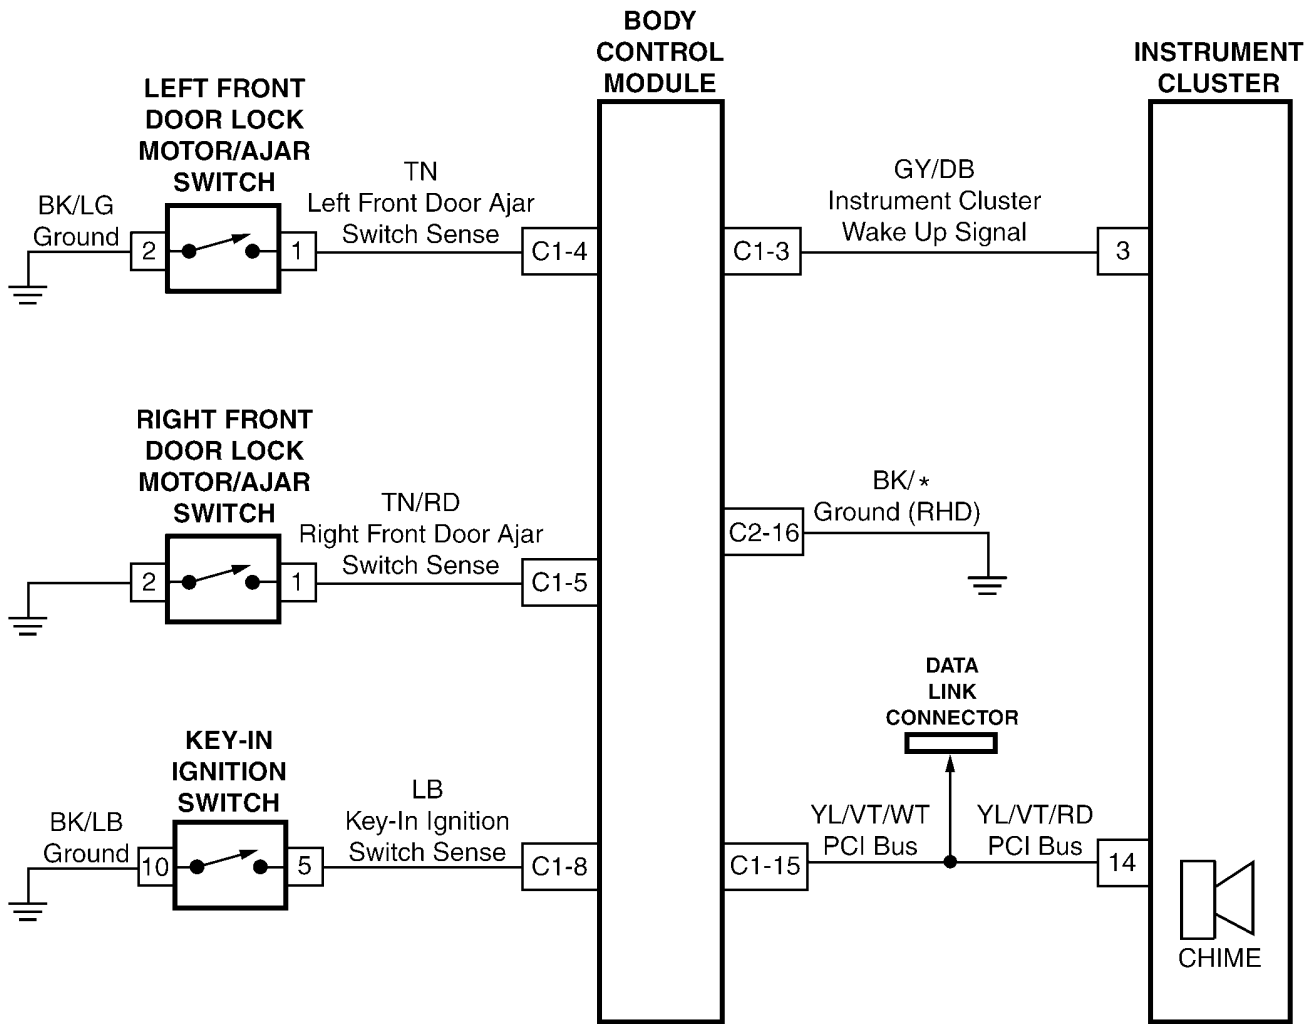 BODY
CONTROL
MODULE
INSTRUMENT
CLUSTER
LEFT FRONT
DOOR LOCK
MOTOR/AJAR
SWITCH
BK/LG
Ground
2
1
TN
Left Front Door Ajar
Switch Sense
C1-4
C1-3
GY/DB
Instrument Cluster
Wake Up Signal
3
RIGHT FRONT
DOOR LOCK
MOTOR/AJAR
SWITCH
2
1
TN/RD
Right Front Door Ajar
Switch Sense
C1-5
C2-16
BK/*
Ground (RHD)
DATA
LINK
CONNECTOR
KEY-IN
IGNITION
SWITCH
BK/LB
Ground
10
5
LB
Key-In Ignition
Switch Sense
C1-8
C1-15
YL/VT/WT
PCI Bus
YL/VT/RD
PCI Bus
14
CHIME